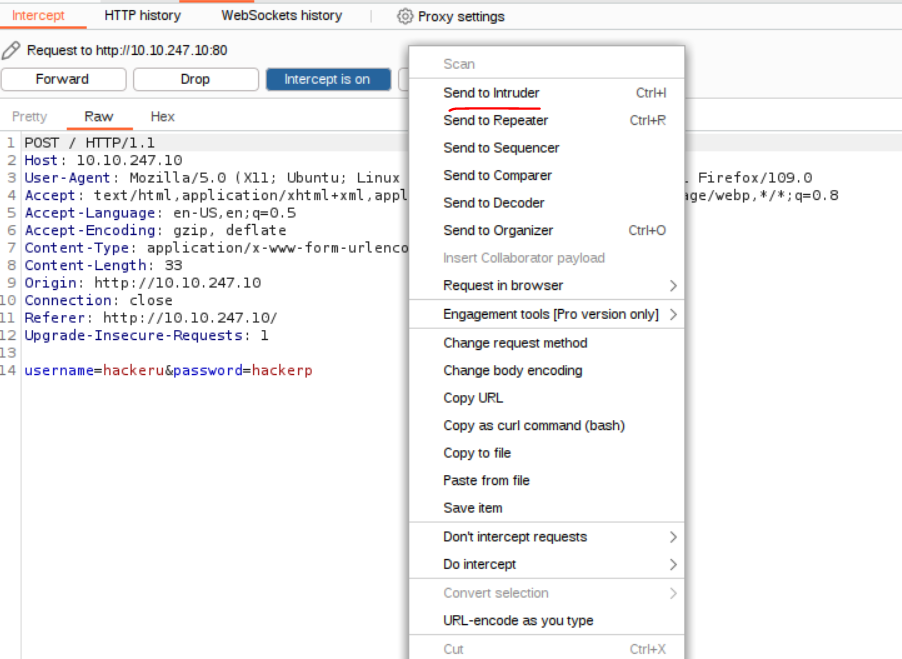 Intercept HTTP history WebSockets history Proxy settings
Request to http://10.10.247.10:80
Forward Drop Intercept is on
Pretty Raw Hex
1 POST / HTTP/1.1
2 Host: 10.10.247.10
3 User-Agent: Mozilla/5.0 (X11; Ubuntu; Linux Firefox/109.0
4 Accept: text/html,application/xhtml+xml,appl age/webp,*/*;q=0.8
5 Accept-Language: en-US,en;q=0.5
6 Accept-Encoding: gzip, deflate
7 Content-Type: application/x-www-form-urlenco
8 Content-Length: 33
9 Origin: http://10.10.247.10
10 Connection: close
11 Referer: http://10.10.247.10/
12 Upgrade-Insecure-Requests: 1
13
14 username=hackeru&password=hackerp
Scan
Send to Intruder Ctrl+I
Send to Repeater Ctrl+R
Send to Sequencer
Send to Comparer
Send to Decoder
Send to Organizer Ctrl+O
Insert Collaborator payload
Request in browser
Engagement tools [Pro version only]
Change request method
Change body encoding
Copy URL
Copy as curl command (bash)
Copy to file
Paste from file
Save item
Don't intercept requests
Do intercept
Convert selection
URL-encode as you type
Cut Ctrl+X